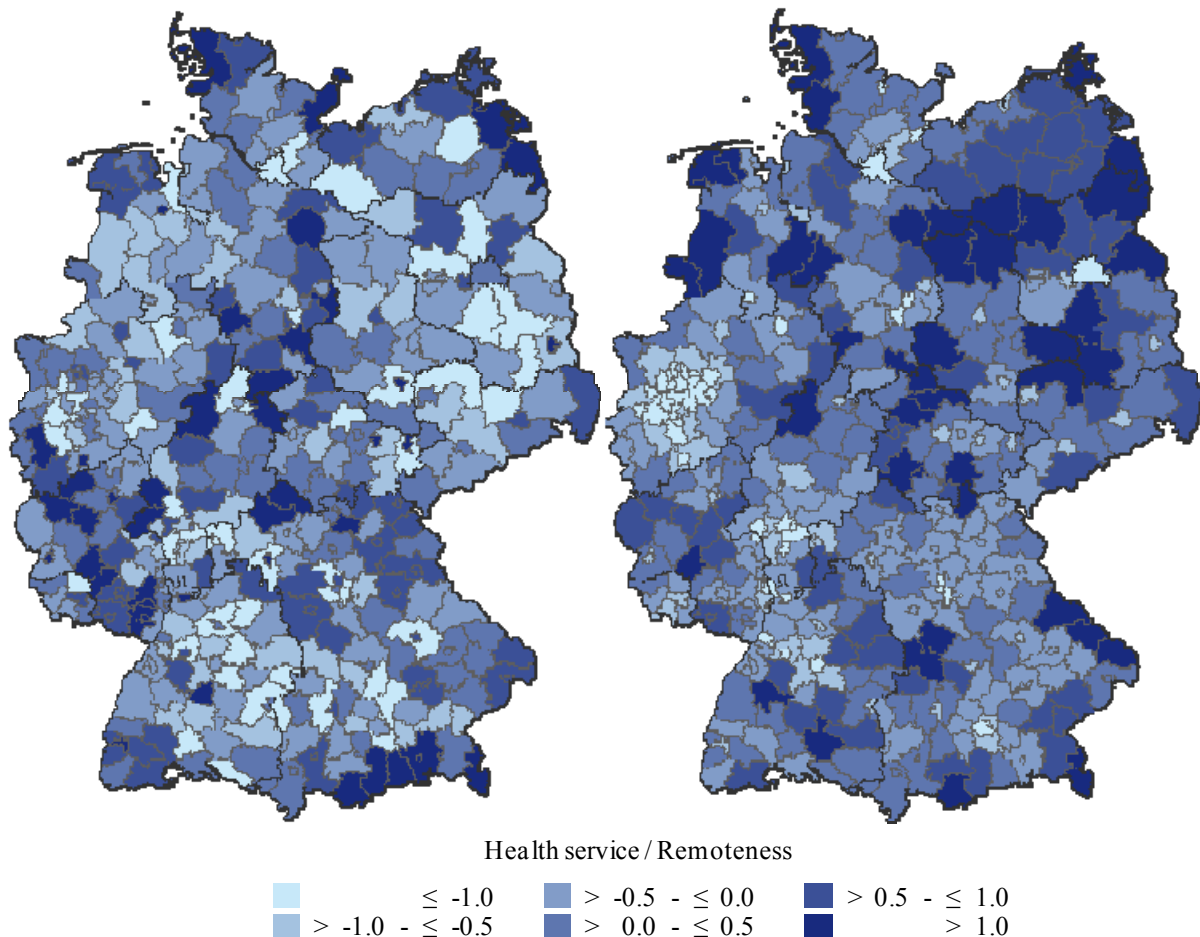 Health service / Remoteness
≤ -1.0 > -0.5 - ≤ 0.0 > 0.5 - ≤ 1.0
> -1.0 - ≤ -0.5 > 0.0 - ≤ 0.5 > 1.0